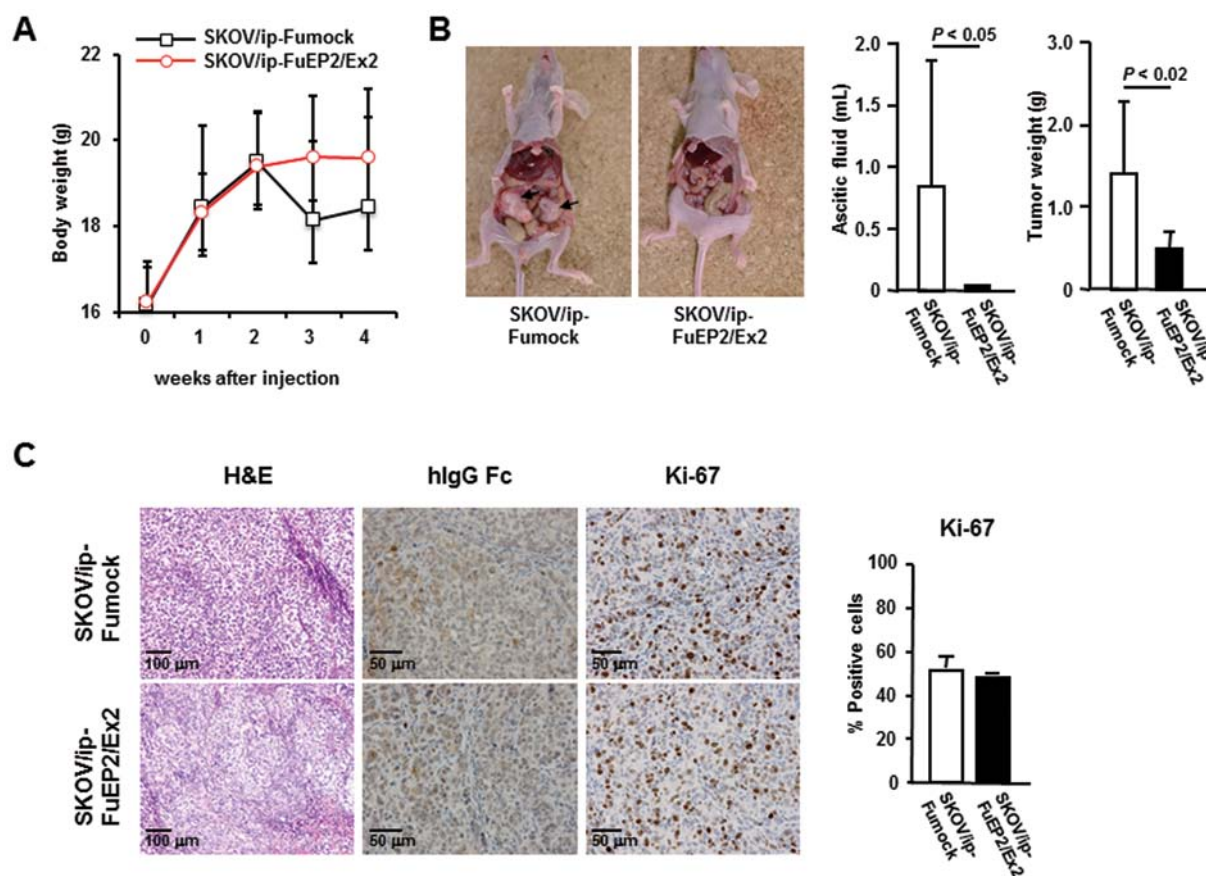 A
SKOV/ip-Fumock
SKOV/ip-FuEP2/Ex2
22
20
18
16
Body weight (g)
0 1 2 3 4
weeks after injection
B
SKOV/ip-
Fumock
SKOV/ip-
FuEP2/Ex2
P < 0.05
2.0
1.5
1.0
0.5
0
Ascitic fluid (mL)
SKOV/ip-
Fumock
SKOV/ip-
FuEP2/Ex2
P < 0.02
3.0
2.0
1.0
0.0
Tumor weight (g)
SKOV/ip-
Fumock
SKOV/ip-
FuEP2/Ex2
C
H&E
hIgG Fc
Ki-67
SKOV/ip-
Fumock
100 µm
50 µm
50 µm
SKOV/ip-
FuEP2/Ex2
100 µm
50 µm
50 µm
Ki-67
100
80
60
40
20
0
% Positive cells
SKOV/ip-
Fumock
SKOV/ip-
FuEP2/Ex2